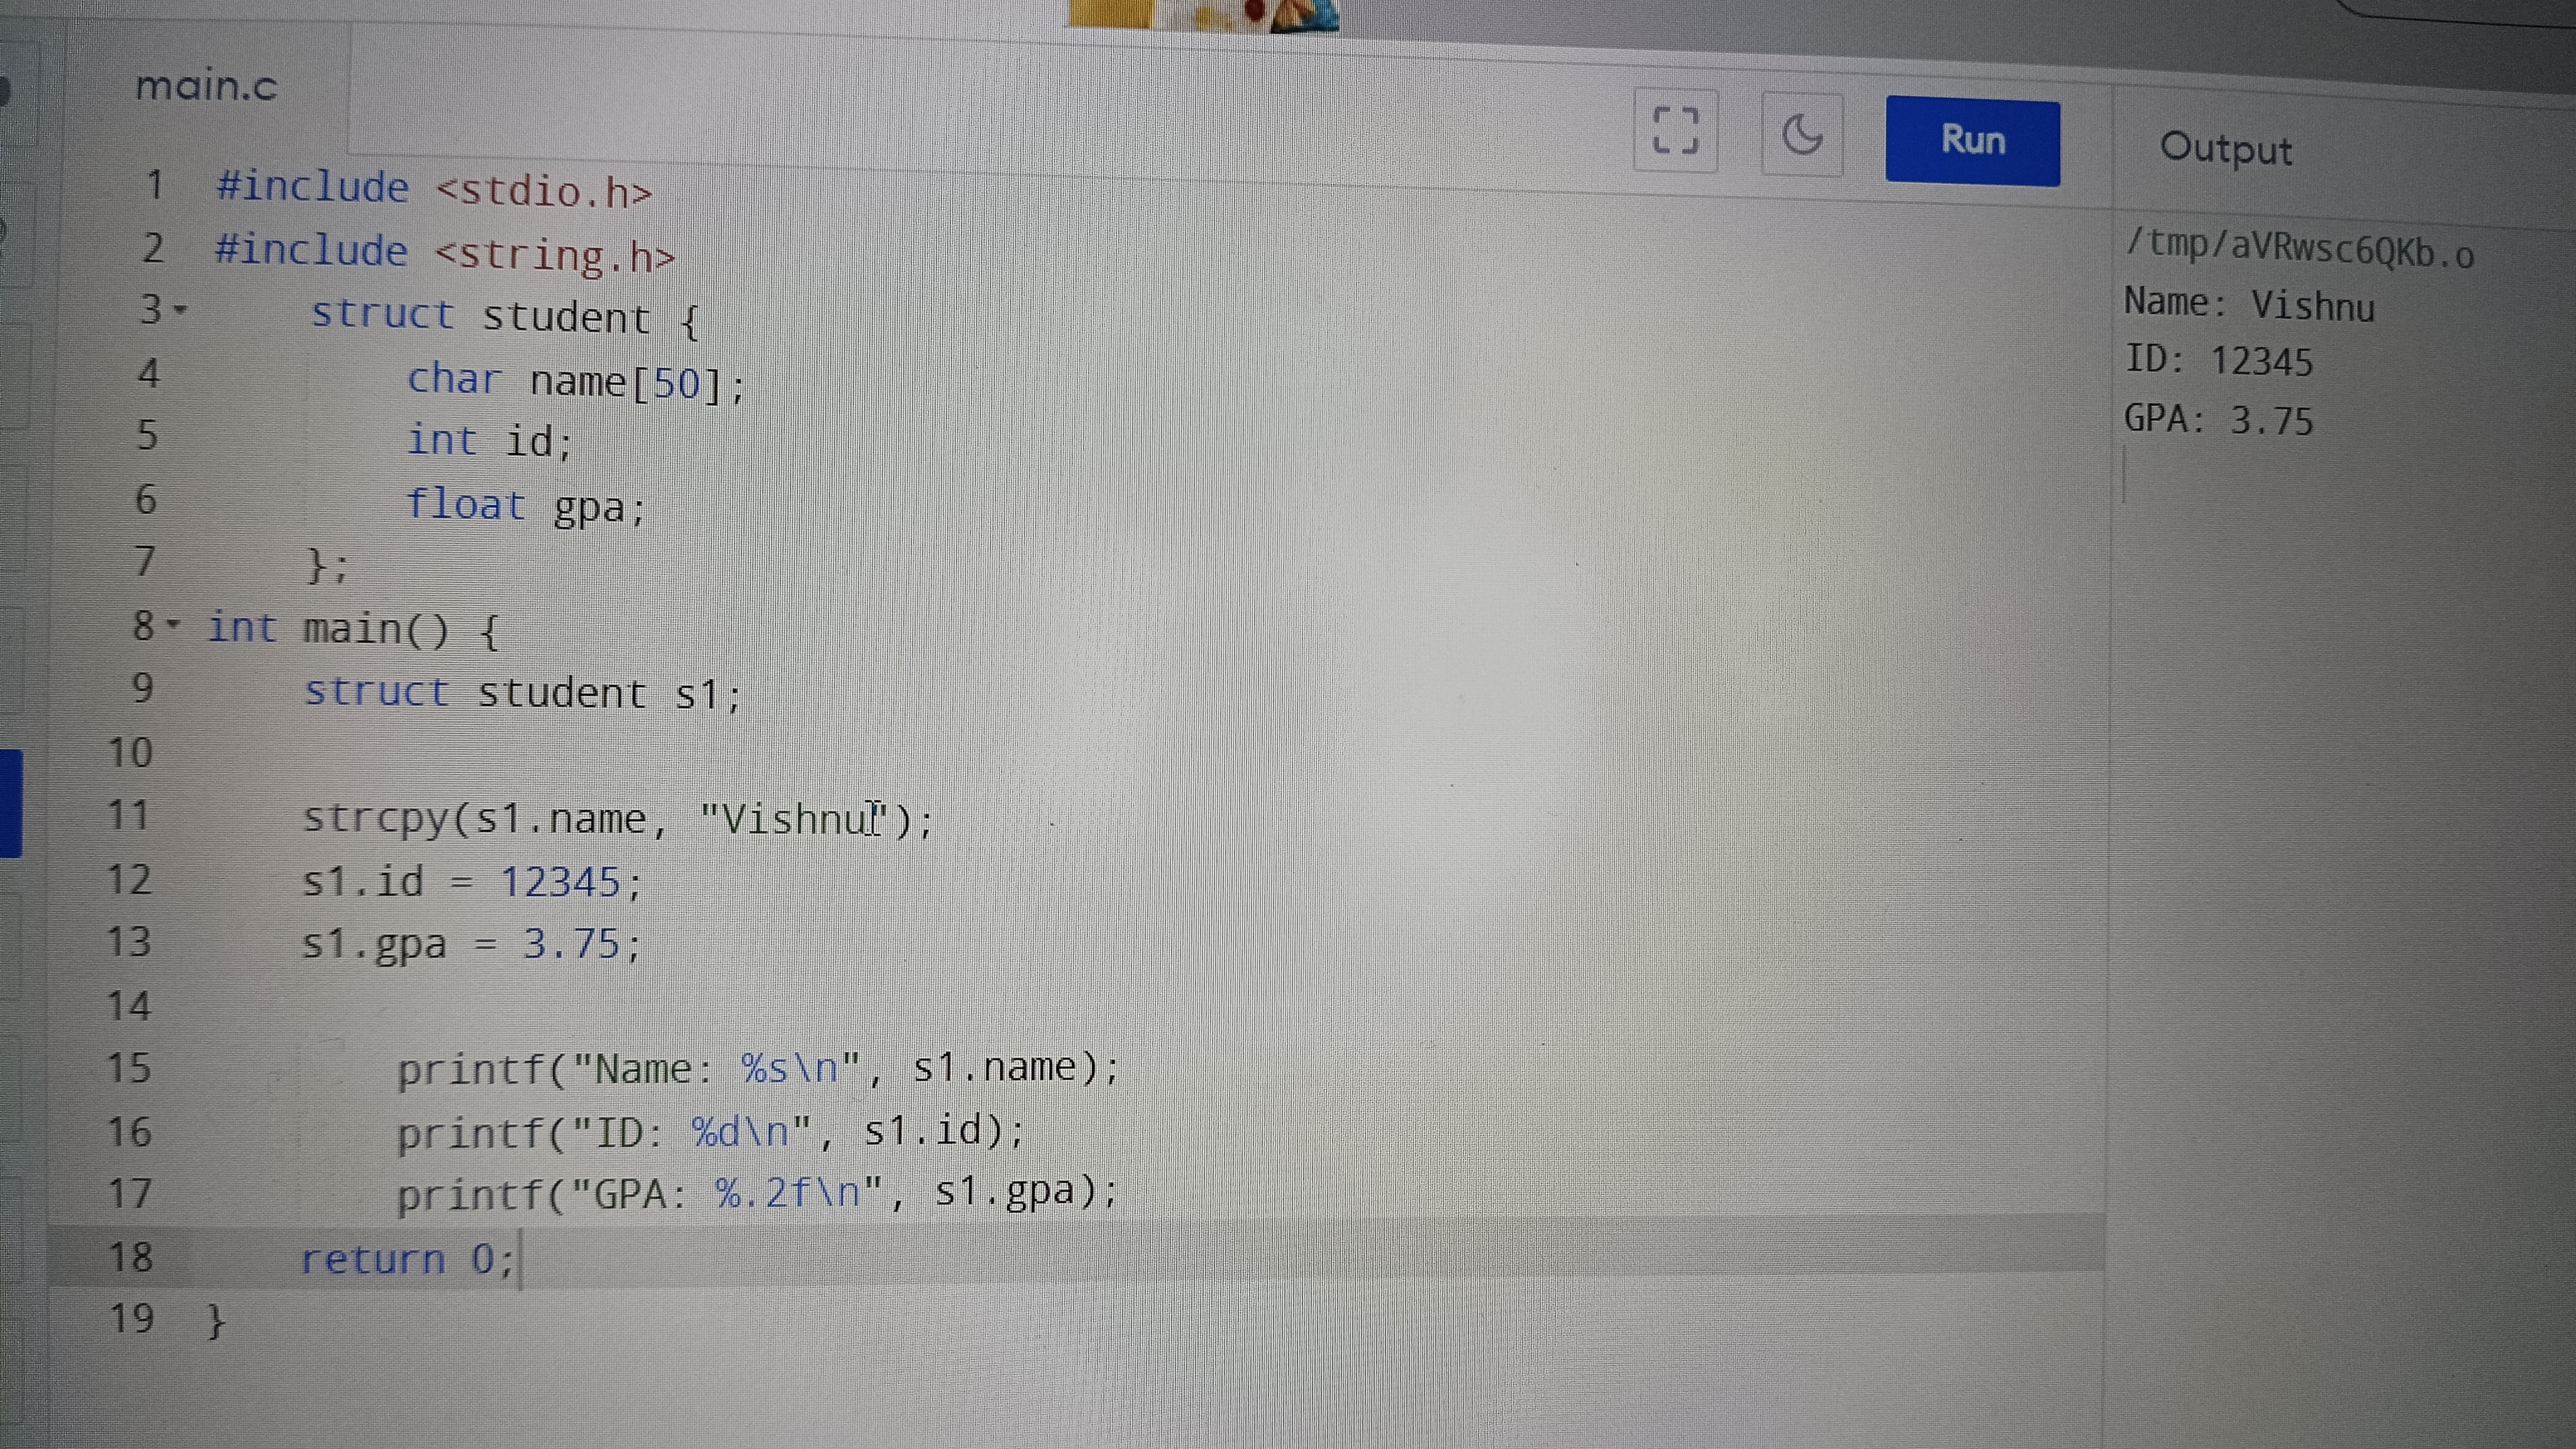 main.c
Run
Output
1 #include <stdio.h>
2 #include <string.h>
3     struct student {
4         char name[50];
5         int id;
6         float gpa;
7     };
8 int main() {
9     struct student s1;
10
11     strcpy(s1.name, "Vishnu");
12     s1.id = 12345;
13     s1.gpa = 3.75;
14
15         printf("Name: %s\n", s1.name);
16         printf("ID: %d\n", s1.id);
17         printf("GPA: %.2f\n", s1.gpa);
18     return 0;
19 }
/tmp/aVRwsc6QKb.o
Name: Vishnu
ID: 12345
GPA: 3.75